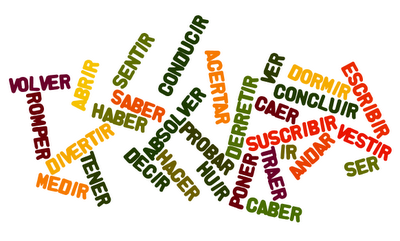 VOLVER
ROMPER
ABRIR
SENTIR
CONDUCIR
SABER
HABER
DIVERTIR
MEDIR
TENER
ABSOLVER
DECIR
HACER
PROBAR
HUIR
ACERTAR
DERRETIR
VER
DORMIR
CONCLUIR
CAER
SUSCRIBIR
ESCRIBIR
VESTIR
IR
ANDAR
TRAER
PONER
CABER
SER